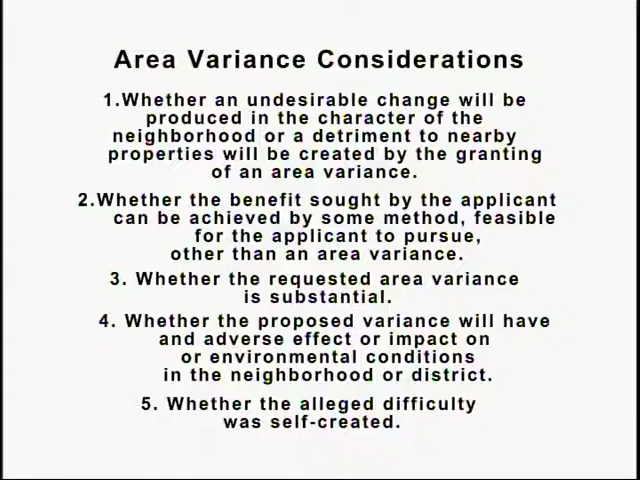 Area Variance Considerations
1.Whether an undesirable change will be
produced in the character of the
neighborhood or a detriment to nearby
properties will be created by the granting
of an area variance.
2.Whether the benefit sought by the applicant
can be achieved by some method, feasible
for the applicant to pursue,
other than an area variance.
3. Whether the requested area variance
is substantial.
4. Whether the proposed variance will have
and adverse effect or impact on
or environmental conditions
in the neighborhood or district.
5. Whether the alleged difficulty
was self-created.